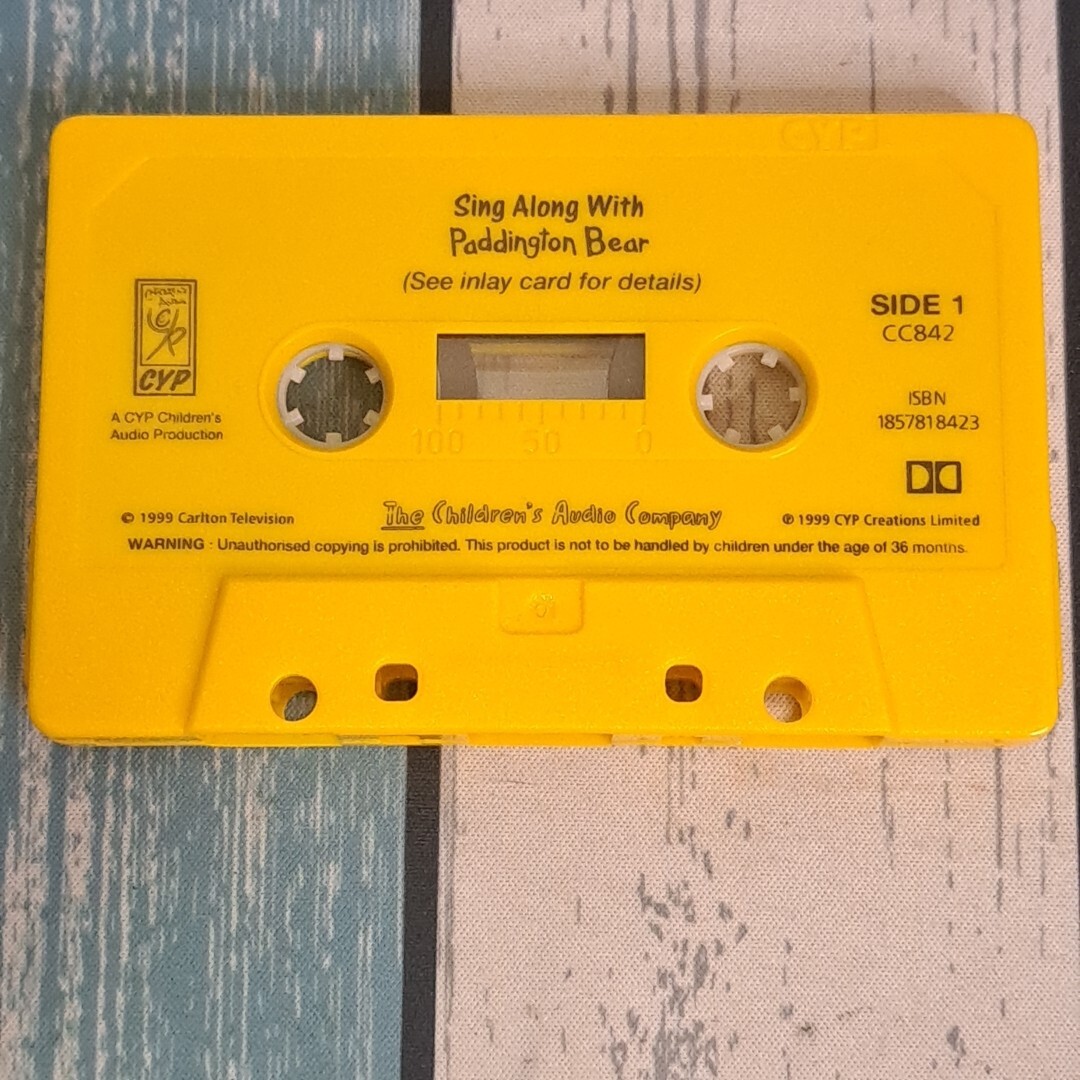 CYP
Sing Along With
Paddington Bear
(See inlay card for details)
SIDE 1
CC842
CYP
A CYP Children's
Audio Production
ISBN
1857818423
100 50 0
© 1999 Carlton Television
The Children's Audio Company
℗ 1999 CYP Creations Limited
WARNING : Unauthorised copying is prohibited. This product is not to be handled by children under the age of 36 months.